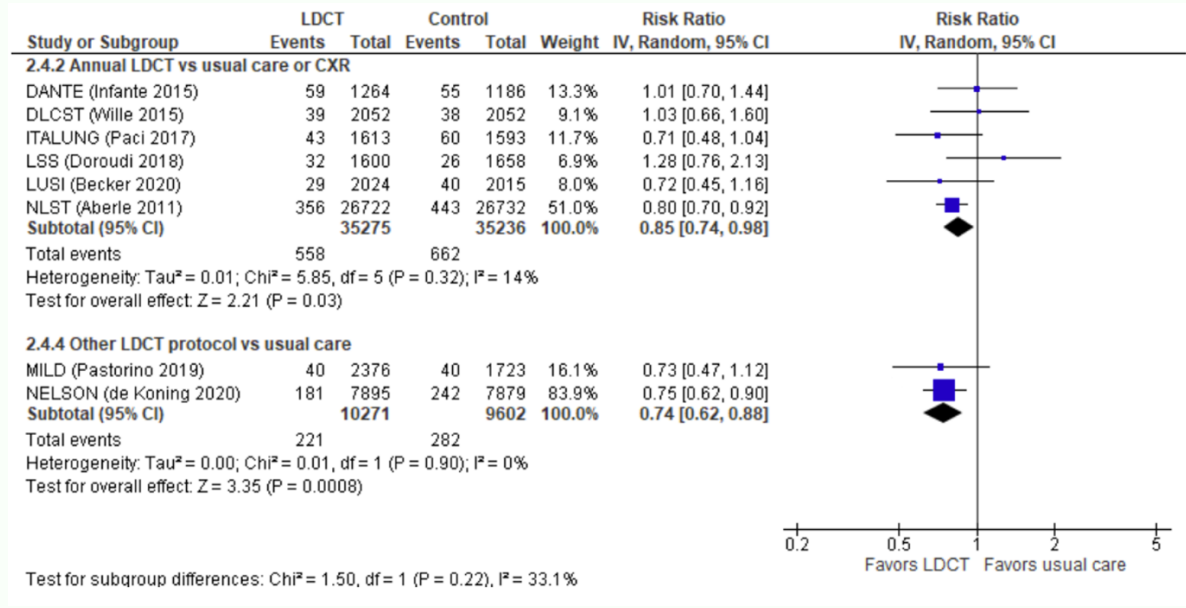 LDCT Control Risk Ratio Risk Ratio
Study or Subgroup Events Total Events Total Weight IV, Random, 95% CI IV, Random, 95% CI
2.4.2 Annual LDCT vs usual care or CXR
DANTE (Infante 2015) 59 1264 55 1186 13.3% 1.01 [0.70, 1.44]
DLCST (Wille 2015) 39 2052 38 2052 9.1% 1.03 [0.66, 1.60]
ITALUNG (Paci 2017) 43 1613 60 1593 11.7% 0.71 [0.48, 1.04]
LSS (Doroudi 2018) 32 1600 26 1658 6.9% 1.28 [0.76, 2.13]
LUSI (Becker 2020) 29 2024 40 2015 8.0% 0.72 [0.45, 1.16]
NLST (Aberle 2011) 356 26722 443 26732 51.0% 0.80 [0.70, 0.92]
Subtotal (95% CI) 35275 35236 100.0% 0.85 [0.74, 0.98]
Total events 558 662
Heterogeneity: Tau² = 0.01; Chi² = 5.85, df = 5 (P = 0.32); I² = 14%
Test for overall effect: Z = 2.21 (P = 0.03)
2.4.4 Other LDCT protocol vs usual care
MILD (Pastorino 2019) 40 2376 40 1723 16.1% 0.73 [0.47, 1.12]
NELSON (de Koning 2020) 181 7895 242 7879 83.9% 0.75 [0.62, 0.90]
Subtotal (95% CI) 10271 9602 100.0% 0.74 [0.62, 0.88]
Total events 221 282
Heterogeneity: Tau² = 0.00; Chi² = 0.01, df = 1 (P = 0.90); I² = 0%
Test for overall effect: Z = 3.35 (P = 0.0008)
0.2 0.5 1 2 5
Favors LDCT Favors usual care
Test for subgroup differences: Chi² = 1.50, df = 1 (P = 0.22), I² = 33.1%